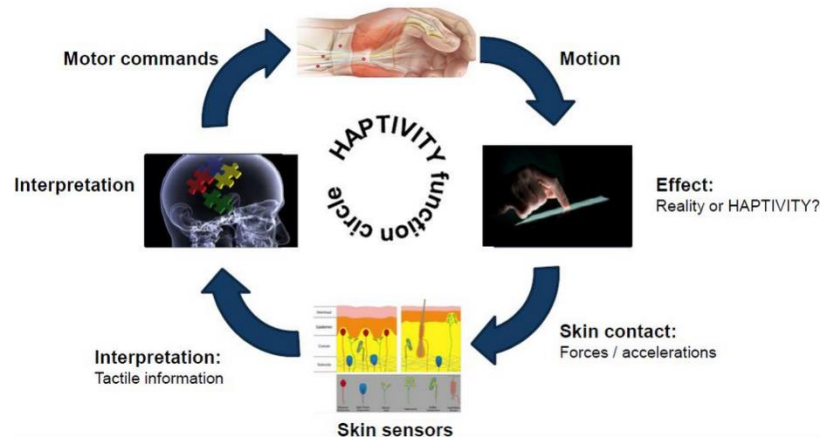 Motor commands
Motion
HAPTIVITY function circle
Interpretation
Effect:
Reality or HAPTIVITY?
Skin contact:
Forces / accelerations
Interpretation:
Tactile information
Skin sensors